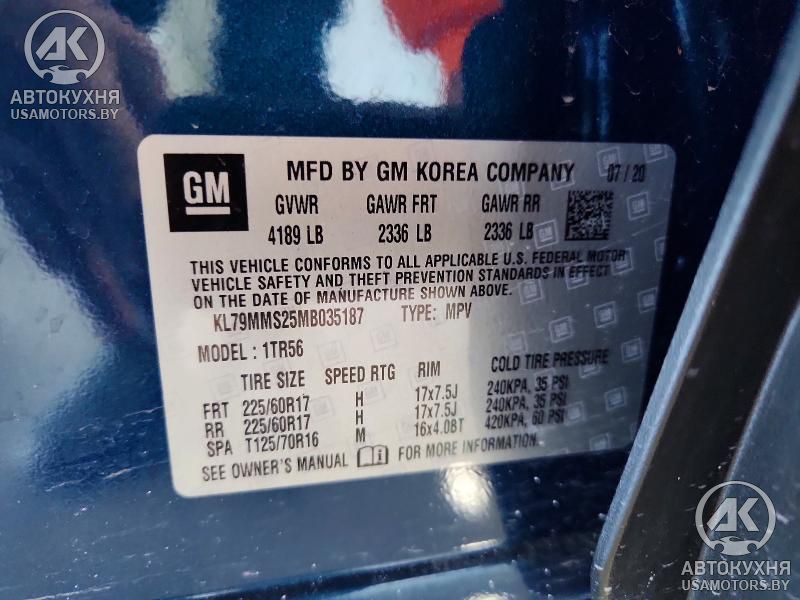 AK
АВТОКУХНЯ
USAMOTORS.BY
GM
MFD BY GM KOREA COMPANY 07/20
GVWR GAWR FRT GAWR RR
4189 LB 2336 LB 2336 LB
THIS VEHICLE CONFORMS TO ALL APPLICABLE U.S. FEDERAL MOTOR
VEHICLE SAFETY AND THEFT PREVENTION STANDARDS IN EFFECT
ON THE DATE OF MANUFACTURE SHOWN ABOVE.
KL79MMS25MB035187 TYPE: MPV
MODEL : 1TR56
TIRE SIZE SPEED RTG RIM COLD TIRE PRESSURE
FRT 225/60R17 H 17x7.5J 240KPA, 35 PSI
RR 225/60R17 H 17x7.5J 240KPA, 35 PSI
SPA T125/70R16 M 16x4.0BT 420KPA, 60 PSI
SEE OWNER'S MANUAL FOR MORE INFORMATION.
AK
АВТОКУХНЯ
USAMOTORS.BY